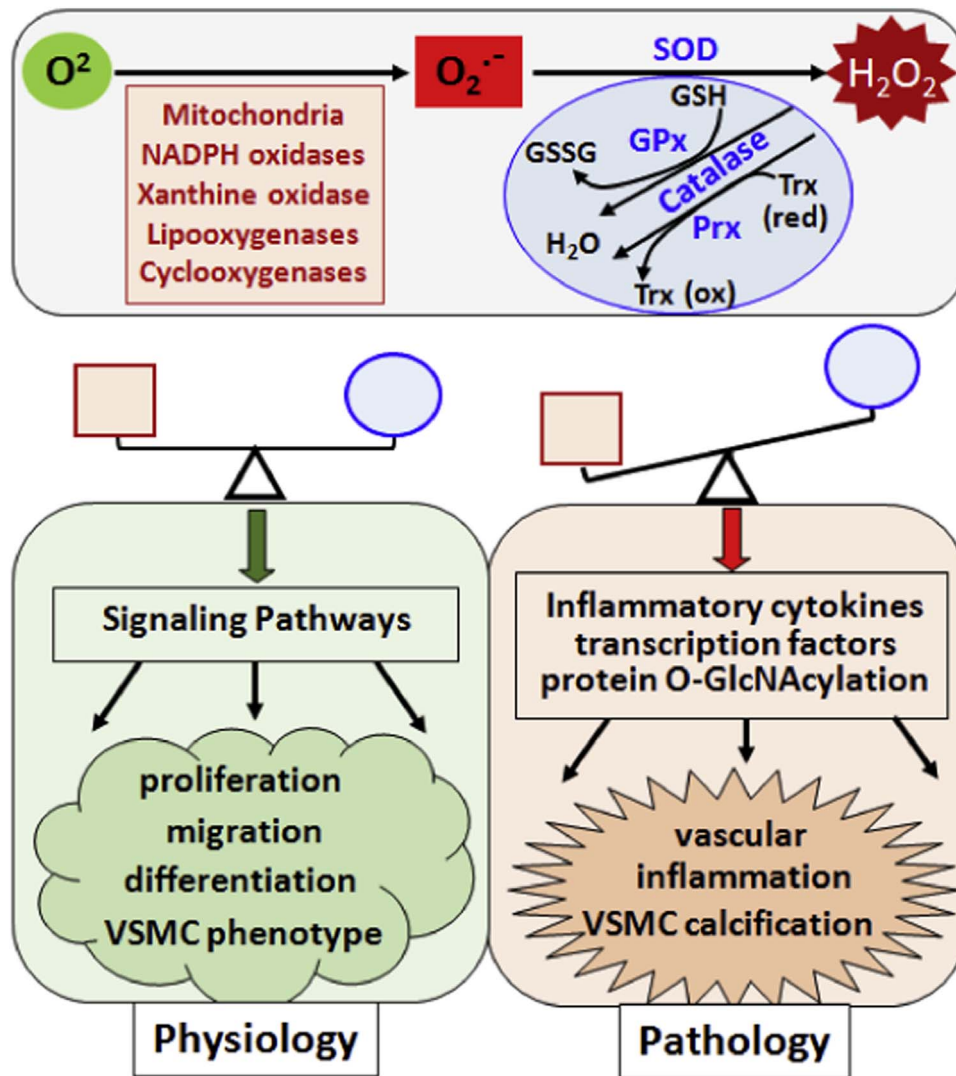 O²
O₂·⁻
SOD
H₂O₂
Mitochondria
NADPH oxidases
Xanthine oxidase
Lipooxygenases
Cyclooxygenases
GSH
GPx
GSSG
Catalase
Trx
(red)
Prx
H₂O
Trx (ox)
Signaling Pathways
proliferation
migration
differentiation
VSMC phenotype
Physiology
Inflammatory cytokines
transcription factors
protein O-GlcNAcylation
vascular
inflammation
VSMC calcification
Pathology